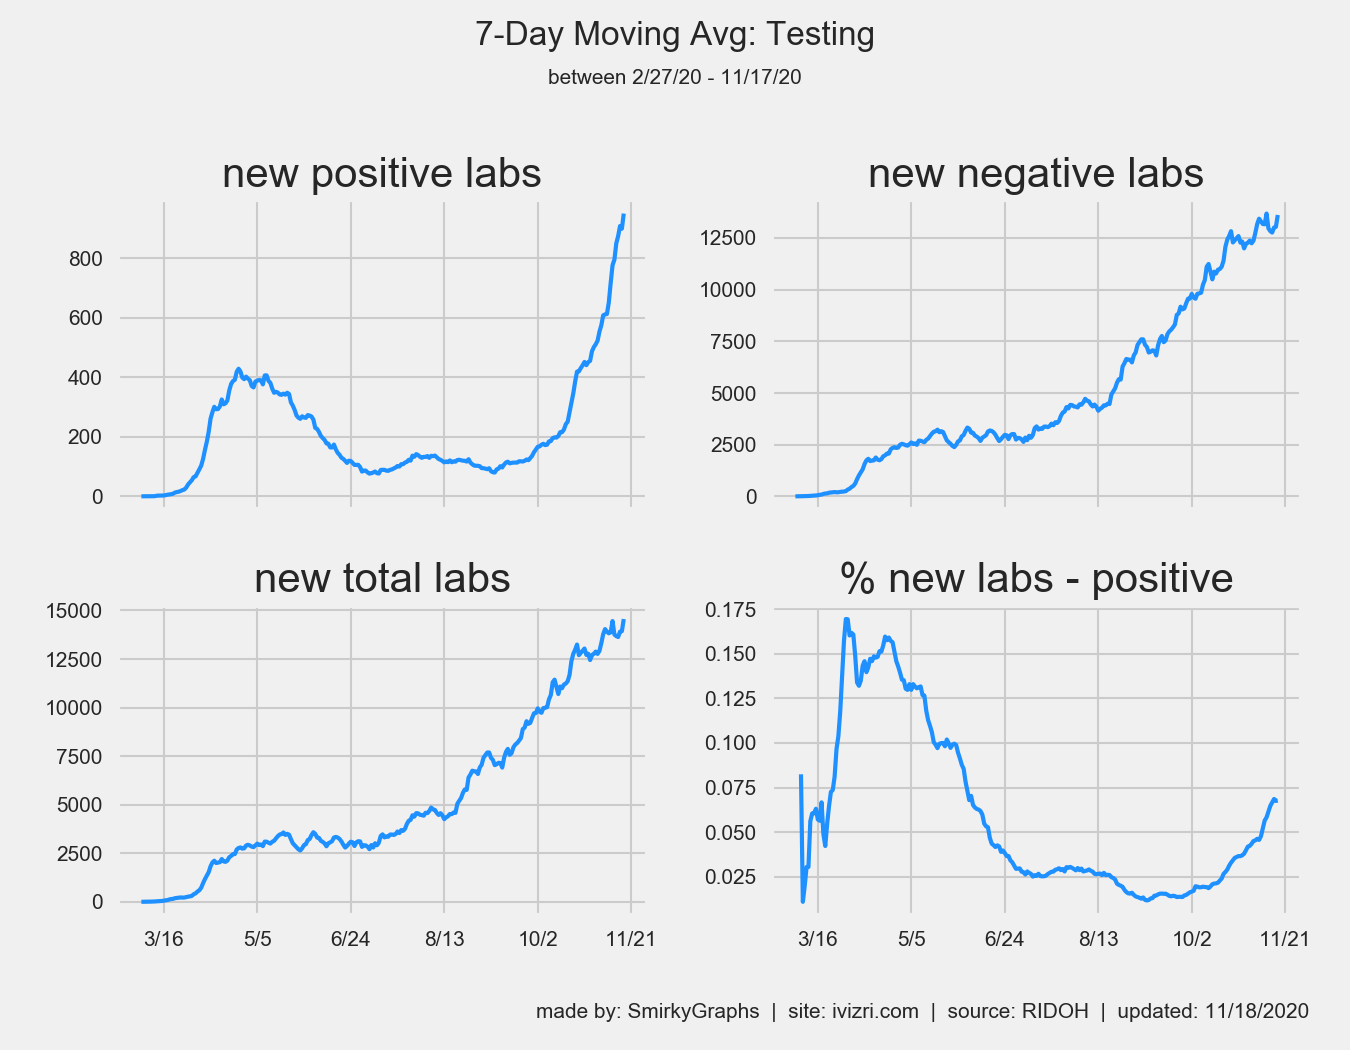 7-Day Moving Avg: Testing
between 2/27/20 - 11/17/20
new positive labs
800
600
400
200
0
new negative labs
12500
10000
7500
5000
2500
0
new total labs
15000
12500
10000
7500
5000
2500
0
3/16 5/5 6/24 8/13 10/2 11/21
% new labs - positive
0.175
0.150
0.125
0.100
0.075
0.050
0.025
3/16 5/5 6/24 8/13 10/2 11/21
made by: SmirkyGraphs | site: ivizri.com | source: RIDOH | updated: 11/18/2020